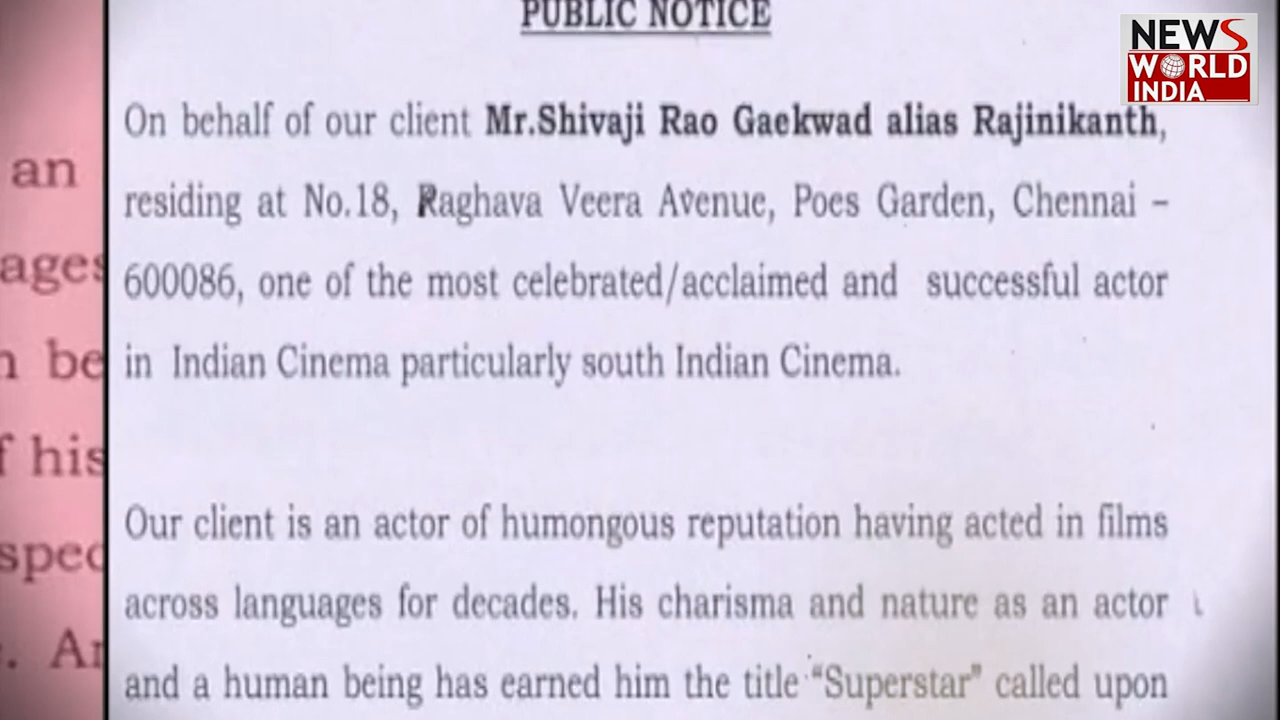 PUBLIC NOTICE
NEWS
WORLD
INDIA
On behalf of our client Mr.Shivaji Rao Gaekwad alias Rajinikanth,
residing at No.18, Raghava Veera Avenue, Poes Garden, Chennai –
600086, one of the most celebrated/acclaimed and successful actor
in Indian Cinema particularly south Indian Cinema.
Our client is an actor of humongous reputation having acted in films
across languages for decades. His charisma and nature as an actor
and a human being has earned him the title "Superstar" called upon
an
ages
be
his